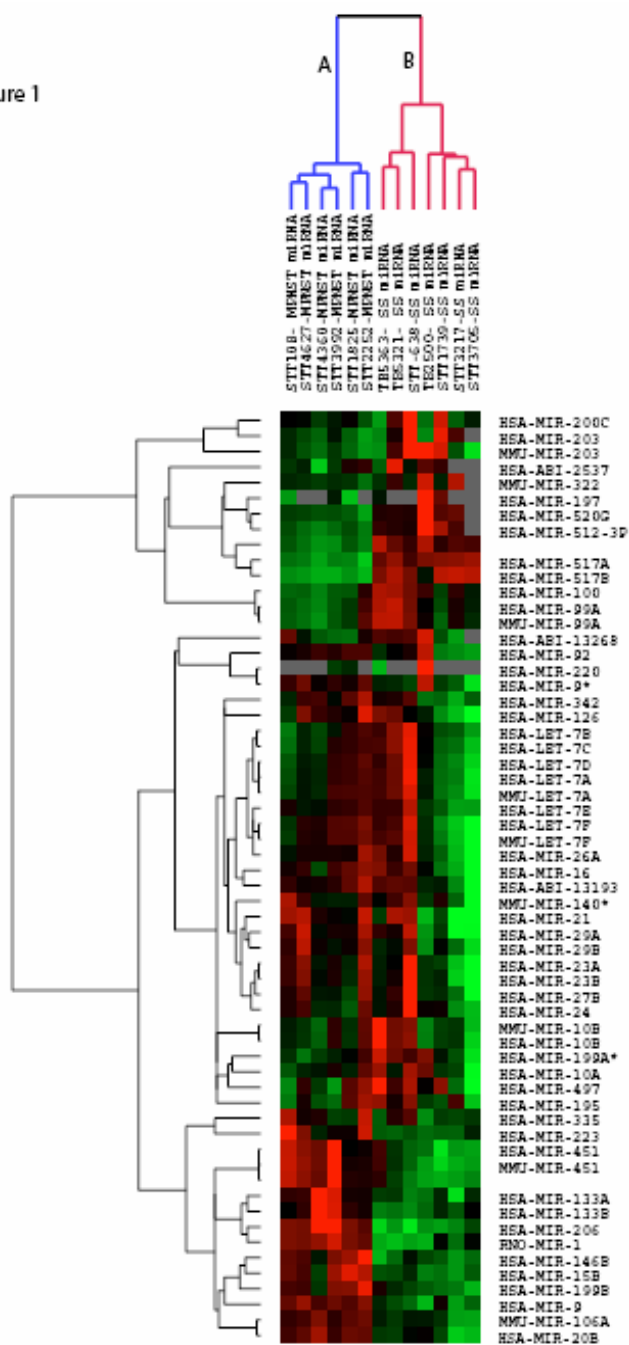 ure 1
A
B
STT108- MPNST miRNA
STT4627-MPNST miRNA
STT4360-MPNST miRNA
STT3992-MPNST miRNA
STT1825-MPNST miRNA
STT2252-MPNST miRNA
TB5363- SS miRNA
TB5321- SS miRNA
STT-638-SS miRNA
TB2500- SS miRNA
STT1739-SS miRNA
STT3217-SS miRNA
STT3705-SS miRNA
HSA-MIR-200C
HSA-MIR-203
MMU-MIR-203
HSA-ABI-2537
MMU-MIR-322
HSA-MIR-197
HSA-MIR-520G
HSA-MIR-512-3P
HSA-MIR-517A
HSA-MIR-517B
HSA-MIR-100
HSA-MIR-99A
MMU-MIR-99A
HSA-ABI-13268
HSA-MIR-92
HSA-MIR-220
HSA-MIR-9*
HSA-MIR-342
HSA-MIR-126
HSA-LET-7B
HSA-LET-7C
HSA-LET-7D
HSA-LET-7A
MMU-LET-7A
HSA-LET-7E
HSA-LET-7F
MMU-LET-7F
HSA-MIR-26A
HSA-MIR-16
HSA-ABI-13193
MMU-MIR-140*
HSA-MIR-21
HSA-MIR-29A
HSA-MIR-29B
HSA-MIR-23A
HSA-MIR-23B
HSA-MIR-27B
HSA-MIR-24
MMU-MIR-10B
HSA-MIR-10B
HSA-MIR-199A*
HSA-MIR-10A
HSA-MIR-497
HSA-MIR-195
HSA-MIR-335
HSA-MIR-223
HSA-MIR-451
MMU-MIR-451
HSA-MIR-133A
HSA-MIR-133B
HSA-MIR-206
RNO-MIR-1
HSA-MIR-146B
HSA-MIR-15B
HSA-MIR-199B
HSA-MIR-9
MMU-MIR-106A
HSA-MIR-20B